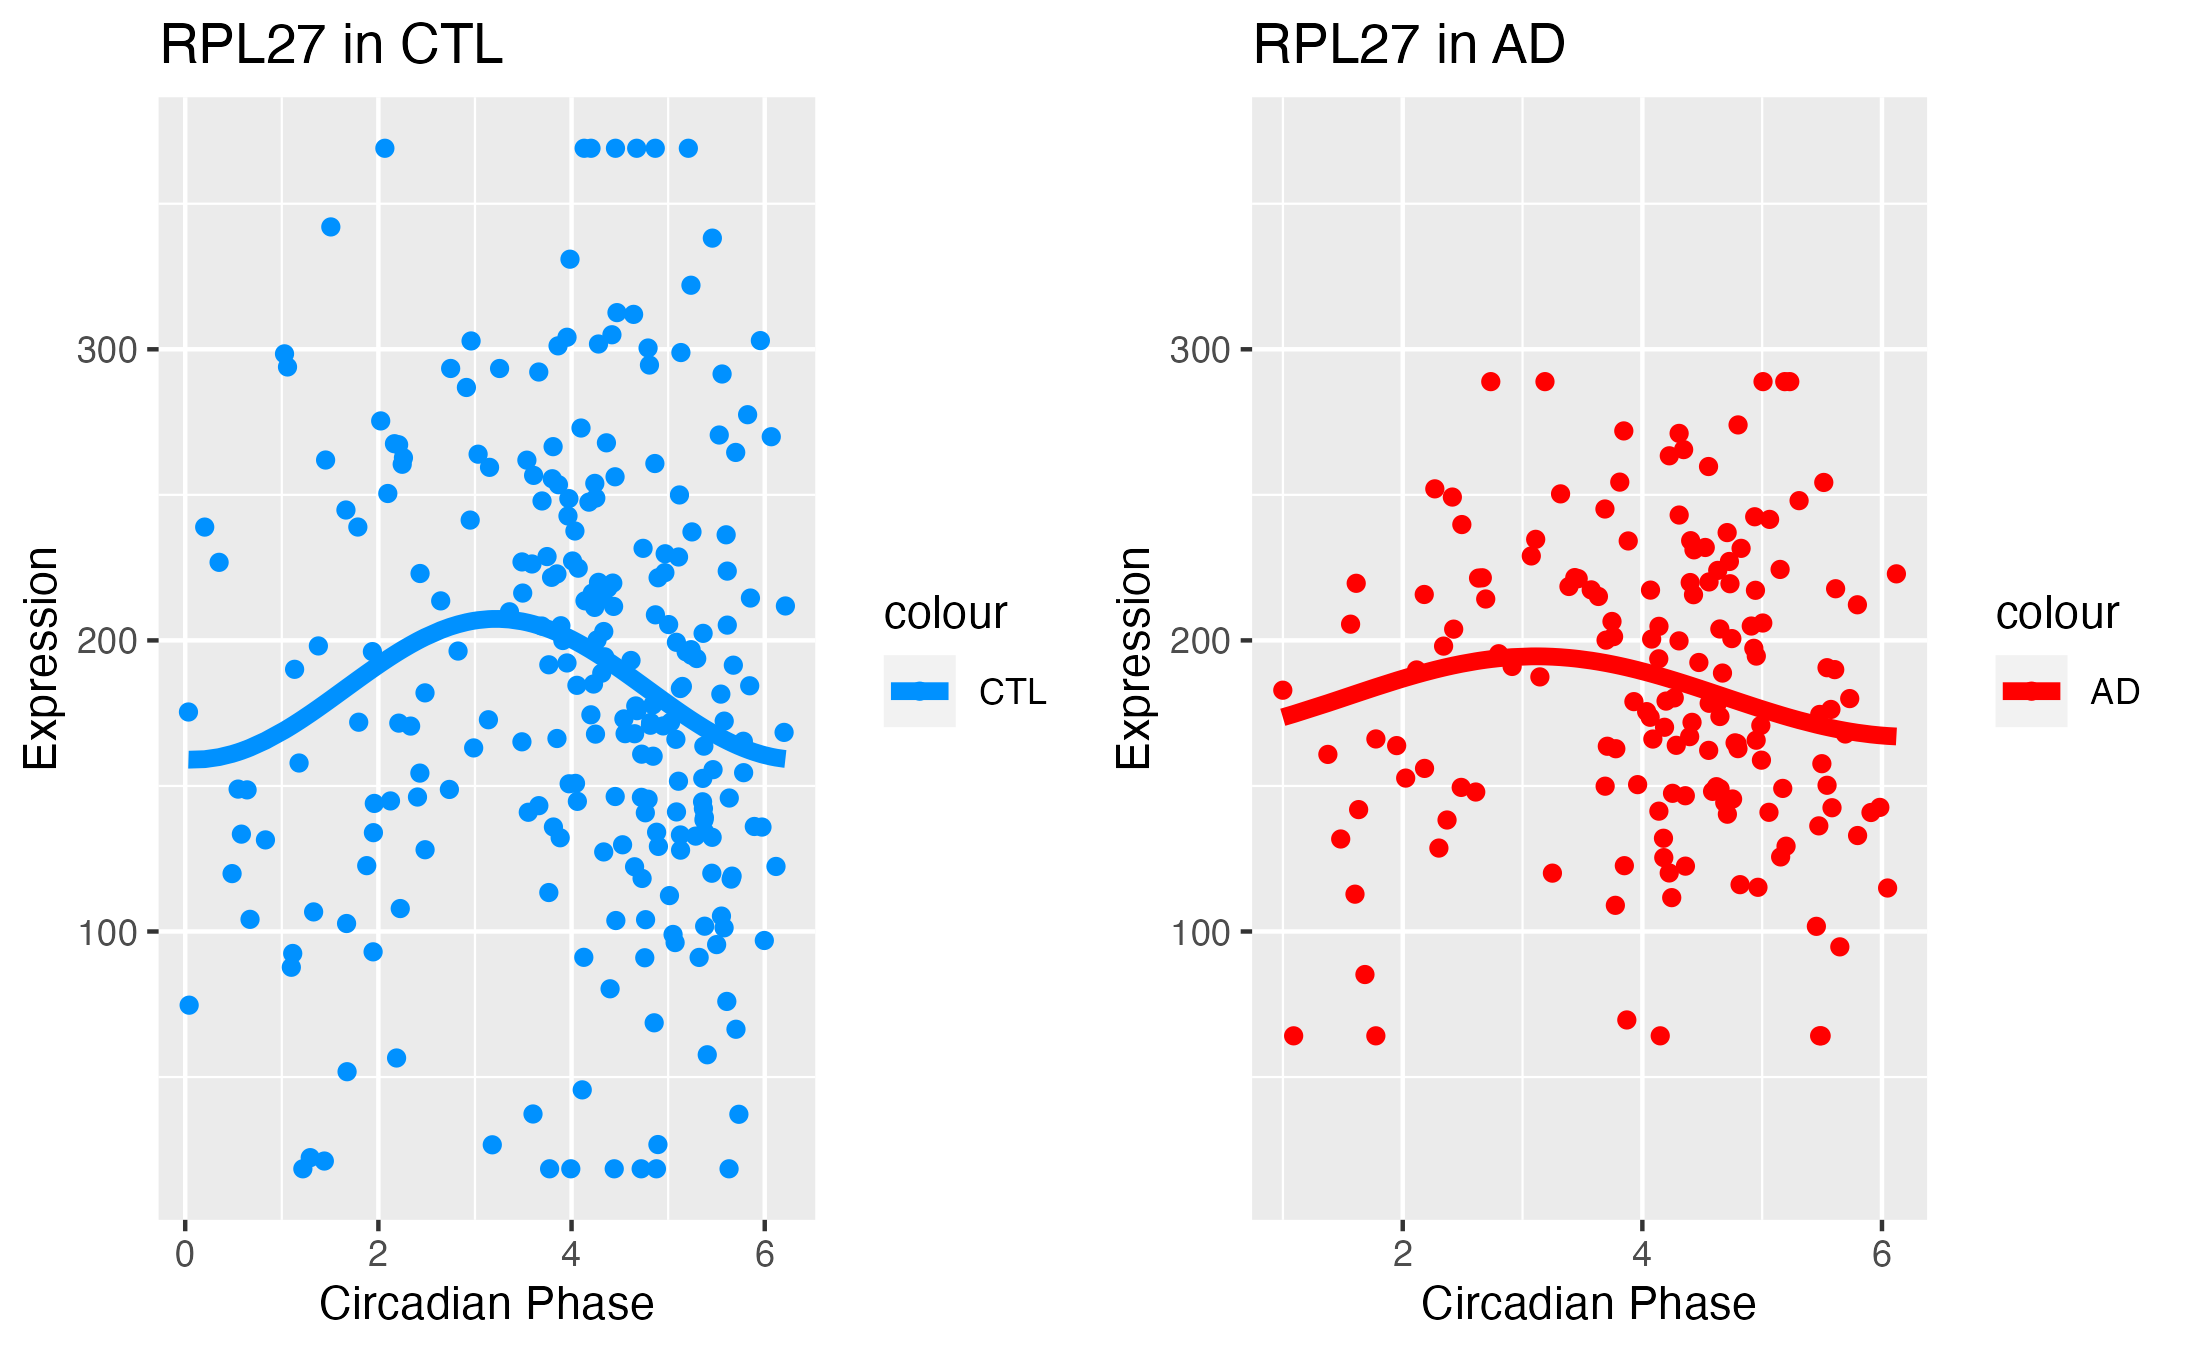 RPL27 in CTL
300
200
100
Expression
0 2 4 6
Circadian Phase
colour
CTL
RPL27 in AD
300
200
100
Expression
2 4 6
Circadian Phase
colour
AD